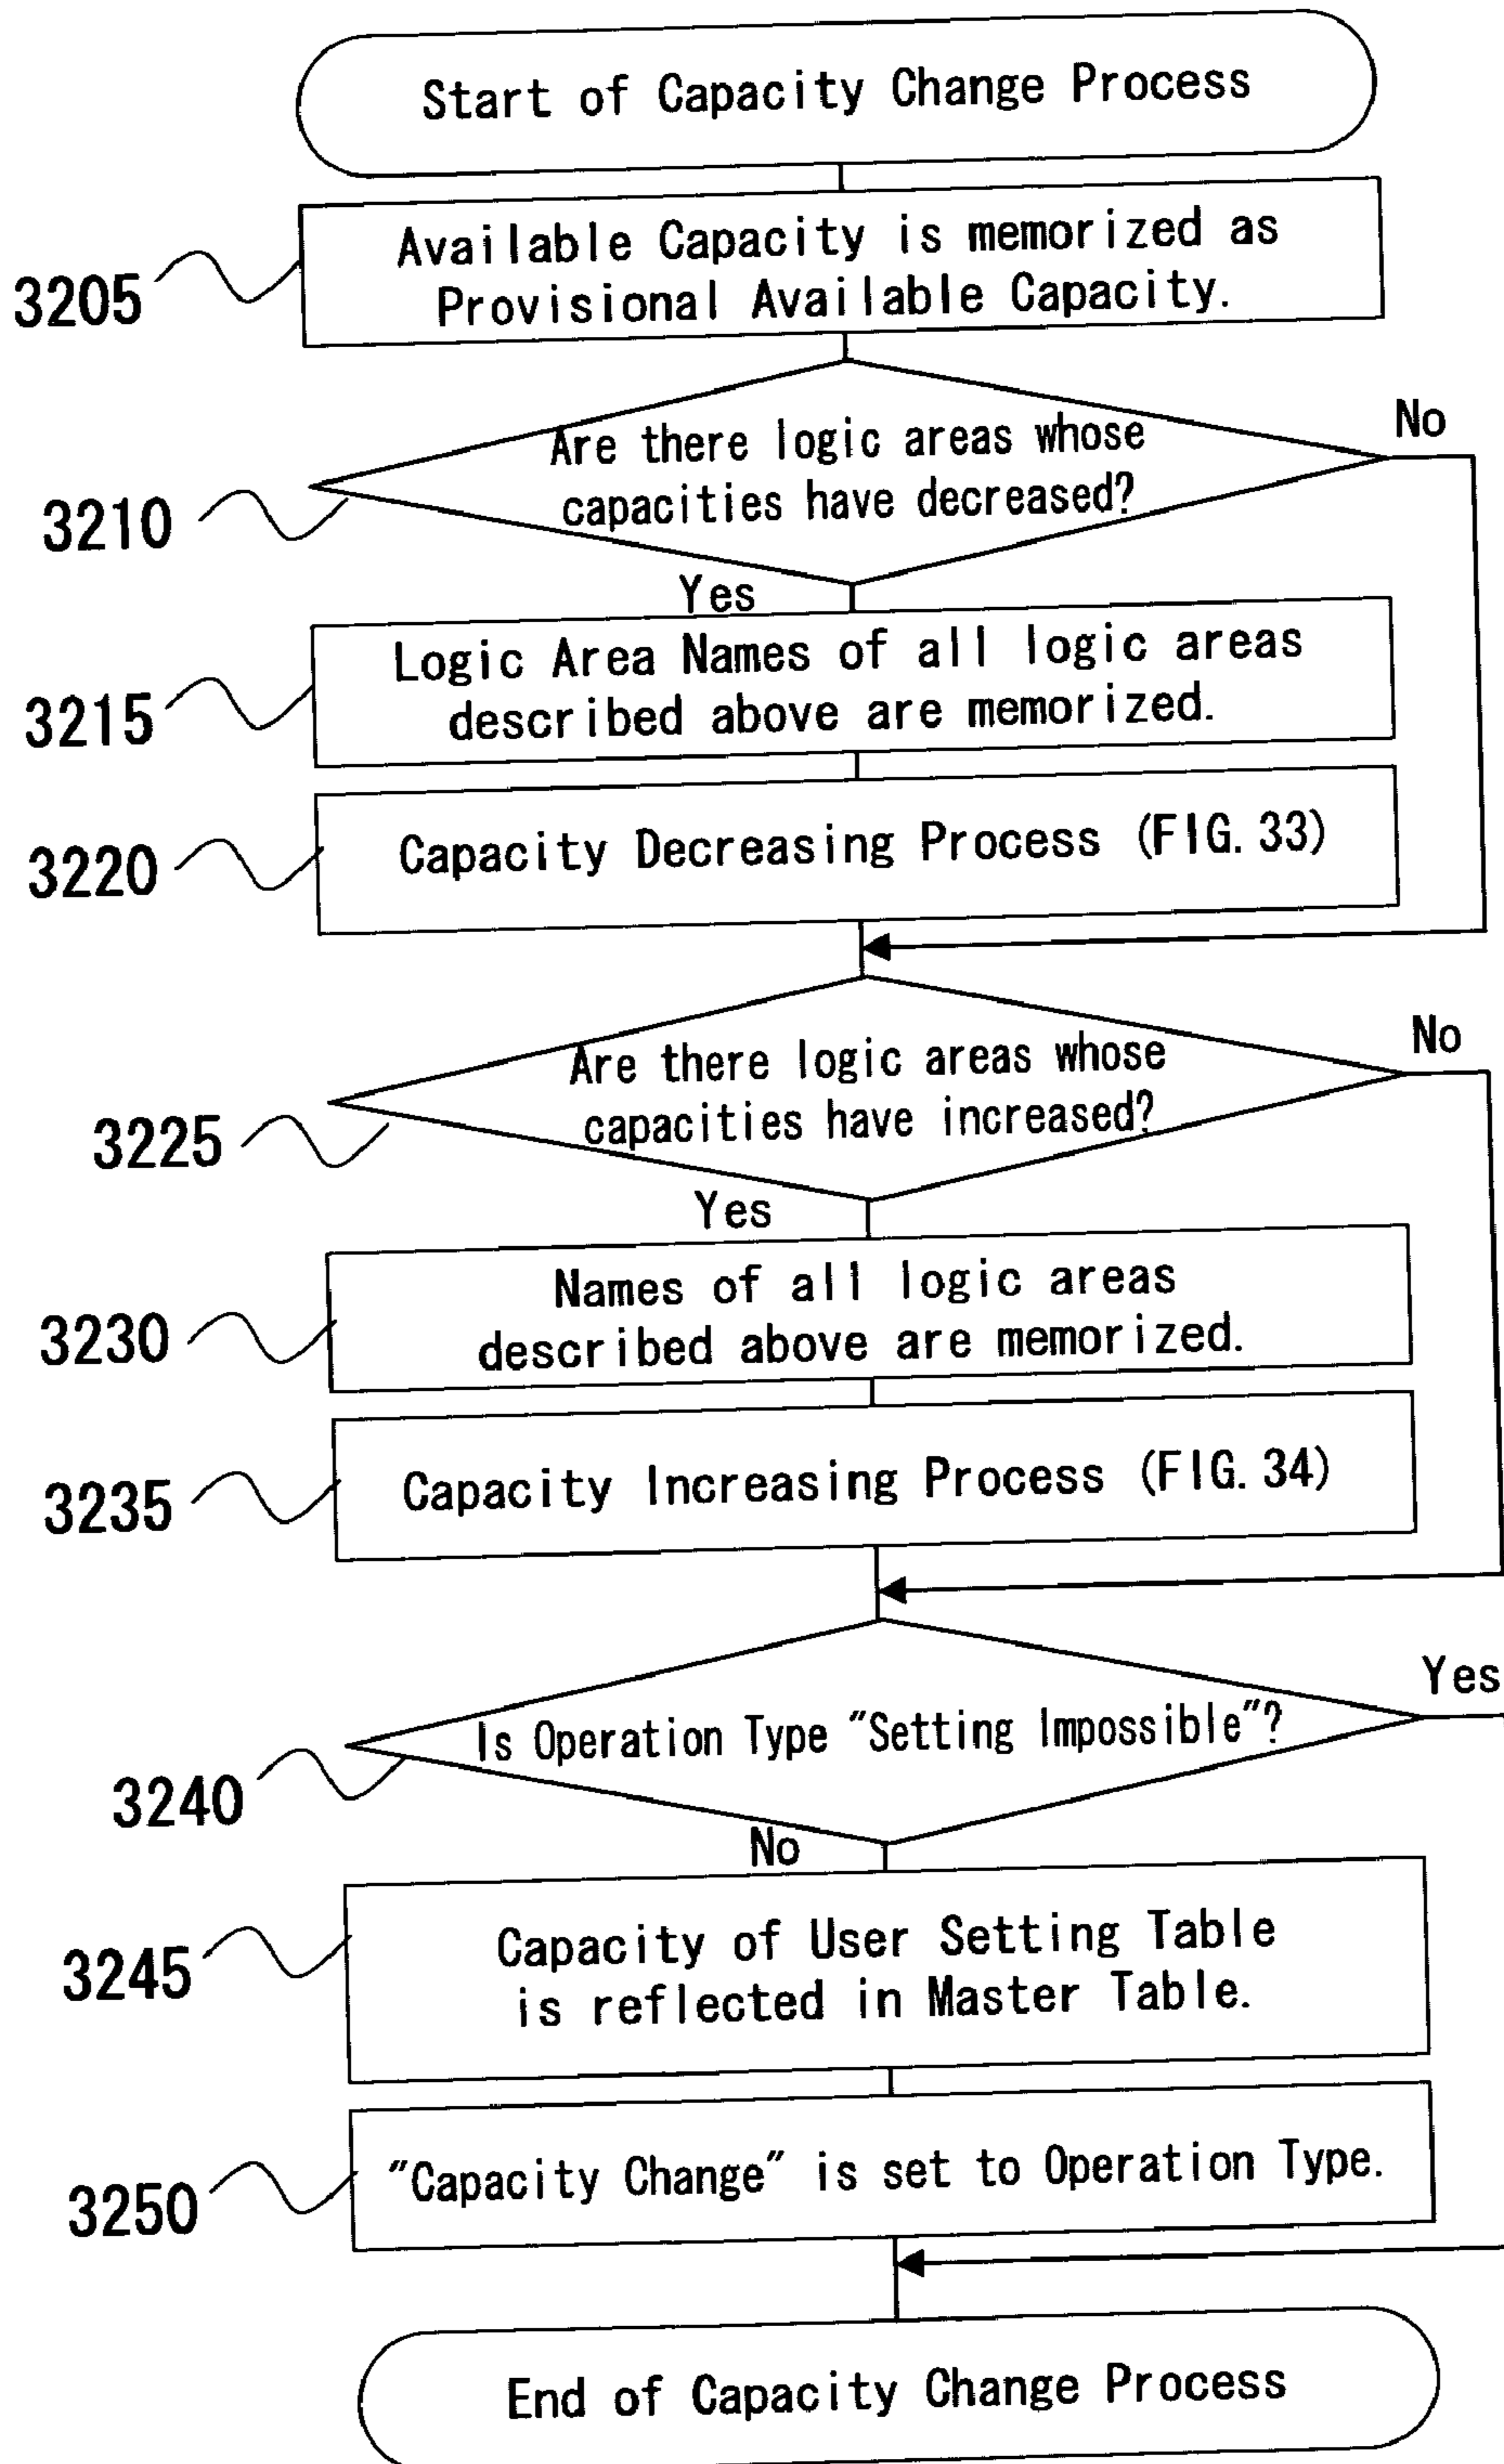 Start of Capacity Change Process
Available Capacity is memorized as
Provisional Available Capacity.
3205
Are there logic areas whose
capacities have decreased?
No
3210
Yes
Logic Area Names of all logic areas
described above are memorized.
3215
Capacity Decreasing Process (FIG. 33)
3220
Are there logic areas whose
capacities have increased?
No
3225
Yes
Names of all logic areas
described above are memorized.
3230
Capacity Increasing Process (FIG. 34)
3235
Is Operation Type "Setting Impossible"?
Yes
3240
No
Capacity of User Setting Table
is reflected in Master Table.
3245
"Capacity Change" is set to Operation Type.
3250
End of Capacity Change Process